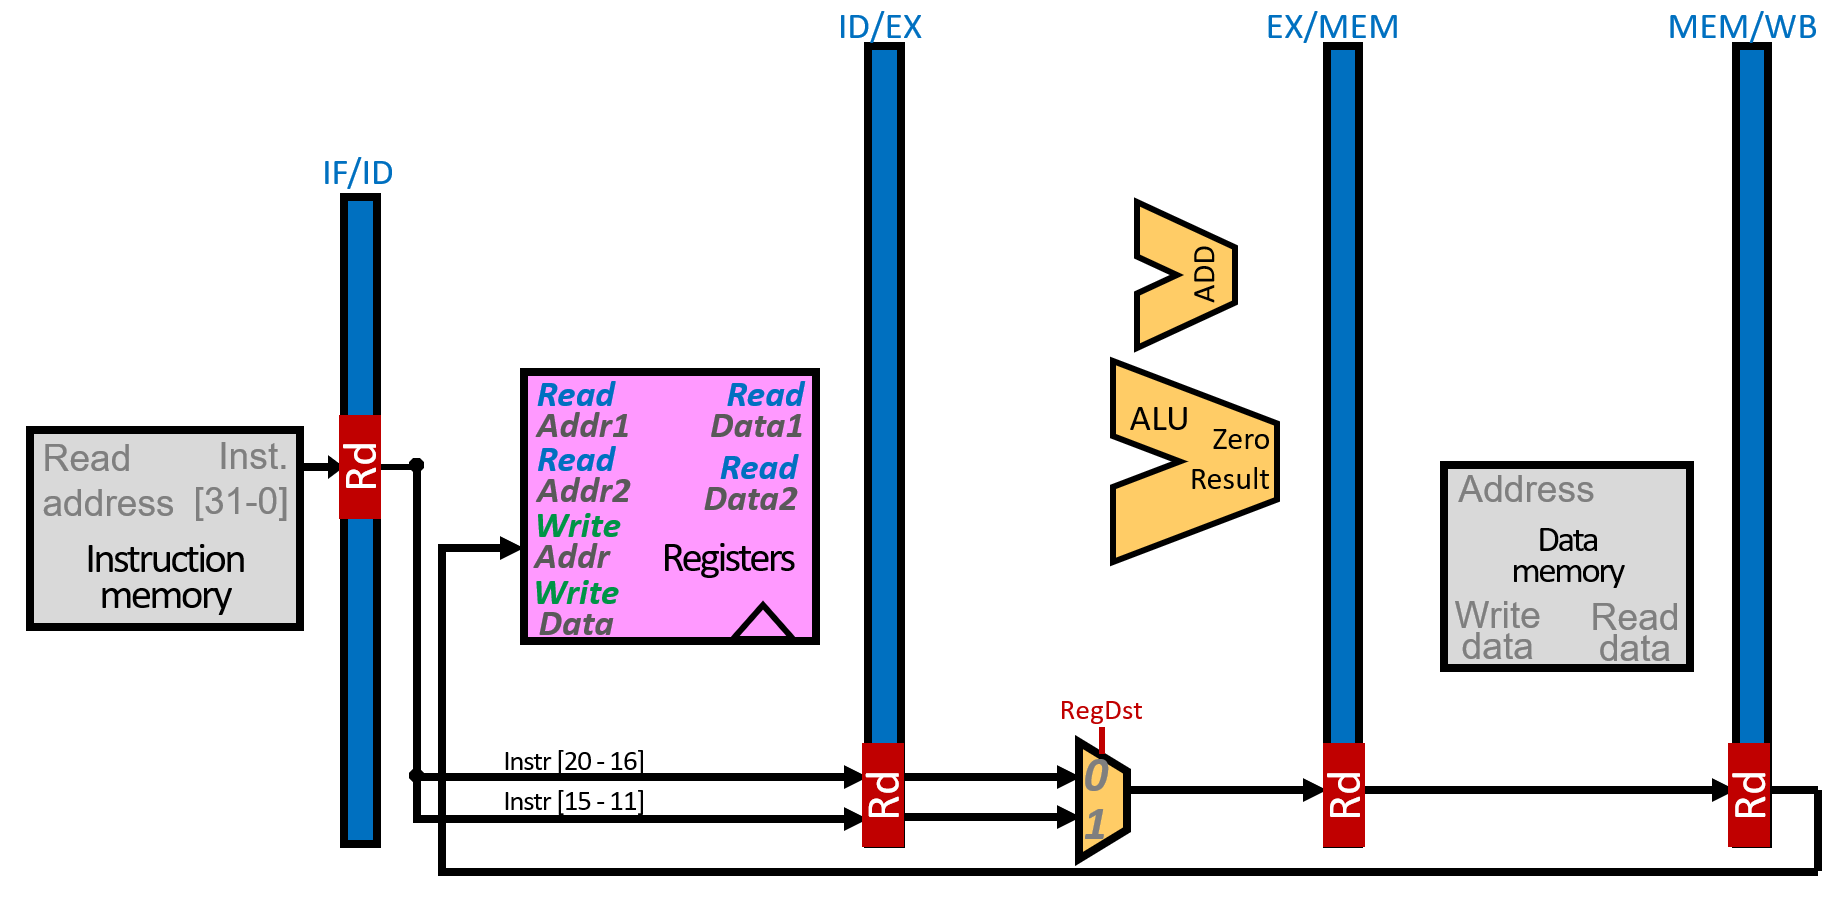 ID/EX
EX/MEM
MEM/WB
IF/ID
ADD
Read
Addr1
Read
Addr2
Write
Addr
Write
Data
Read
Data1
Read
Data2
Registers
ALU
Zero
Result
Read
address
Inst.
[31-0]
Instruction
memory
Rd
Address
Data
memory
Write
data
Read
data
RegDst
Instr [20 - 16]
Instr [15 - 11]
Rd
0
1
Rd
Rd